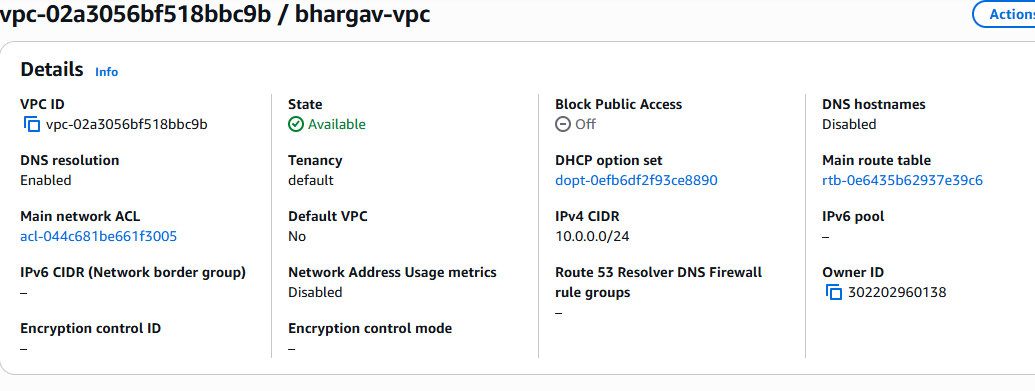 vpc-02a3056bf518bbc9b / bhargav-vpc
Actions
Details Info
VPC ID
vpc-02a3056bf518bbc9b
State
Available
Block Public Access
Off
DNS hostnames
Disabled
DNS resolution
Enabled
Tenancy
default
DHCP option set
dopt-0efb6df2f93ce8890
Main route table
rtb-0e6435b62937e39c6
Main network ACL
acl-044c681be661f3005
Default VPC
No
IPv4 CIDR
10.0.0.0/24
IPv6 pool
–
IPv6 CIDR (Network border group)
–
Network Address Usage metrics
Disabled
Route 53 Resolver DNS Firewall
rule groups
–
Owner ID
302202960138
Encryption control ID
–
Encryption control mode
–